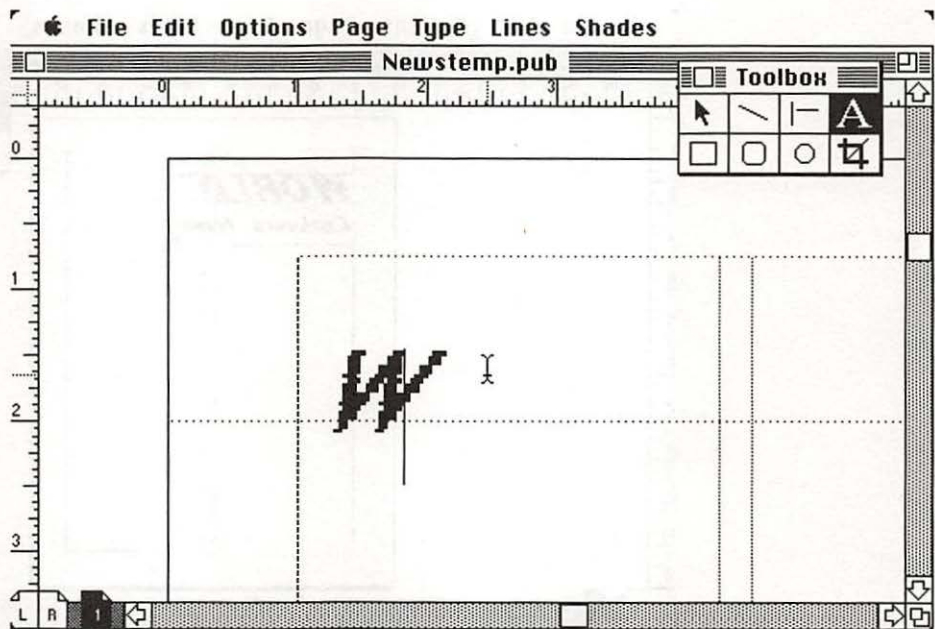 File Edit Options Page Type Lines Shades
Newstemp.pub
Toolbox
A
0 1 2 3
0
1
2
3
W
L R 1